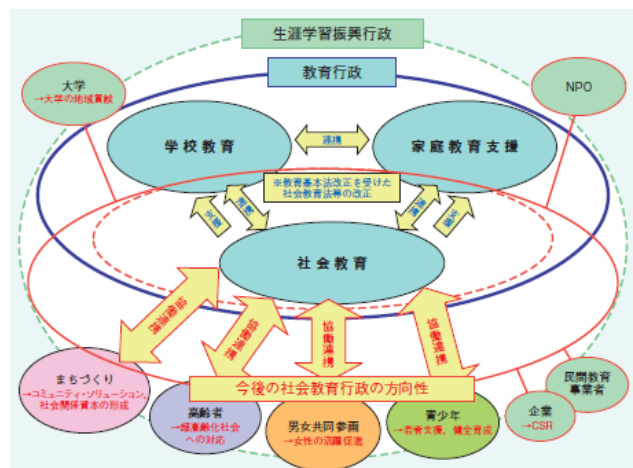 生涯学習振興行政
教育行政
大学
→大学の地域貢献
NPO
学校教育
連携
家庭教育支援
※教育基本法改正を受けた
社会教育法等の改正
支援
連携
連携
支援
社会教育
協働連携
協働連携
協働連携
協働連携
今後の社会教育行政の方向性
まちづくり
→コミュニティ・ソリューション,
社会関係資本の形成
高齢者
→超高齢化社会
への対応
男女共同参画
→女性の活躍促進
青少年
→若者支援,健全育成
企業
→CSR
民間教育
事業者